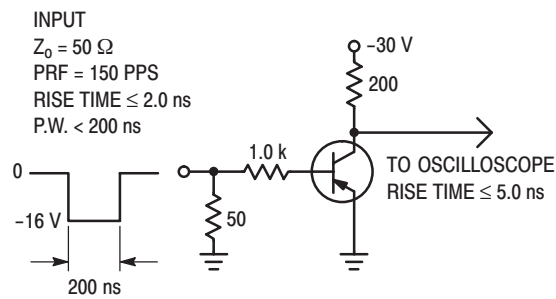 INPUT
Zo = 50 Ω
PRF = 150 PPS
RISE TIME ≤ 2.0 ns
P.W. < 200 ns
−30 V
200
1.0 k
TO OSCILLOSCOPE
RISE TIME ≤ 5.0 ns
0
50
−16 V
200 ns